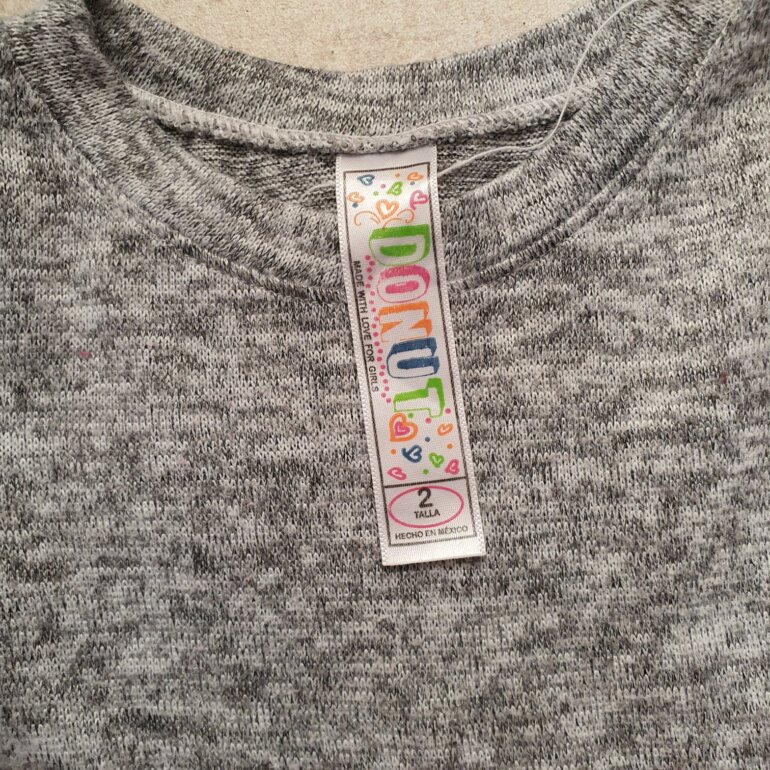 DONUT
MADE WITH LOVE FOR GIRLS
2
TALLA
HECHO EN MÉXICO